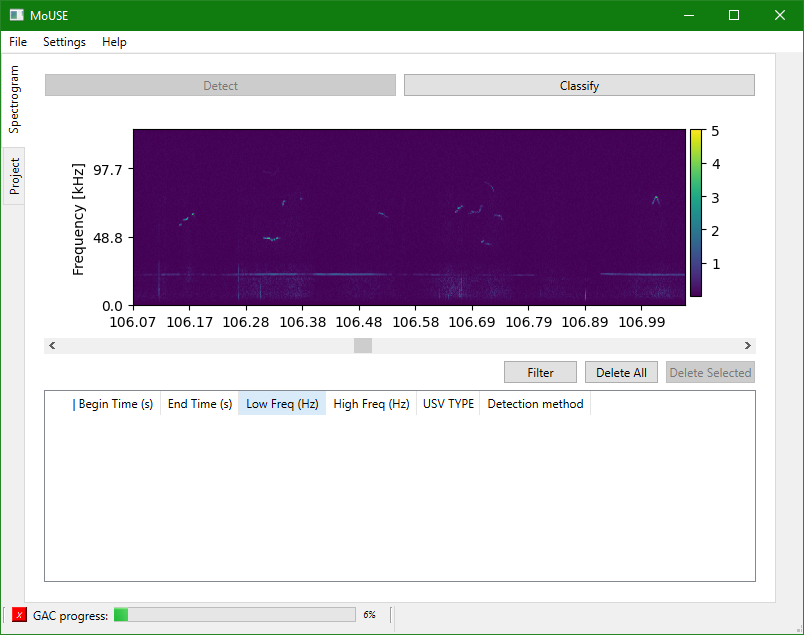 MoUSE
File Settings Help
Spectrogram
Project
Detect Classify
Frequency [kHz]
97.7
48.8
0.0
106.07 106.17 106.28 106.38 106.48 106.58 106.69 106.79 106.89 106.99
5
4
3
2
1
Filter Delete All Delete Selected
Begin Time (s) End Time (s) Low Freq (Hz) High Freq (Hz) USV TYPE Detection method
x GAC progress: 6%